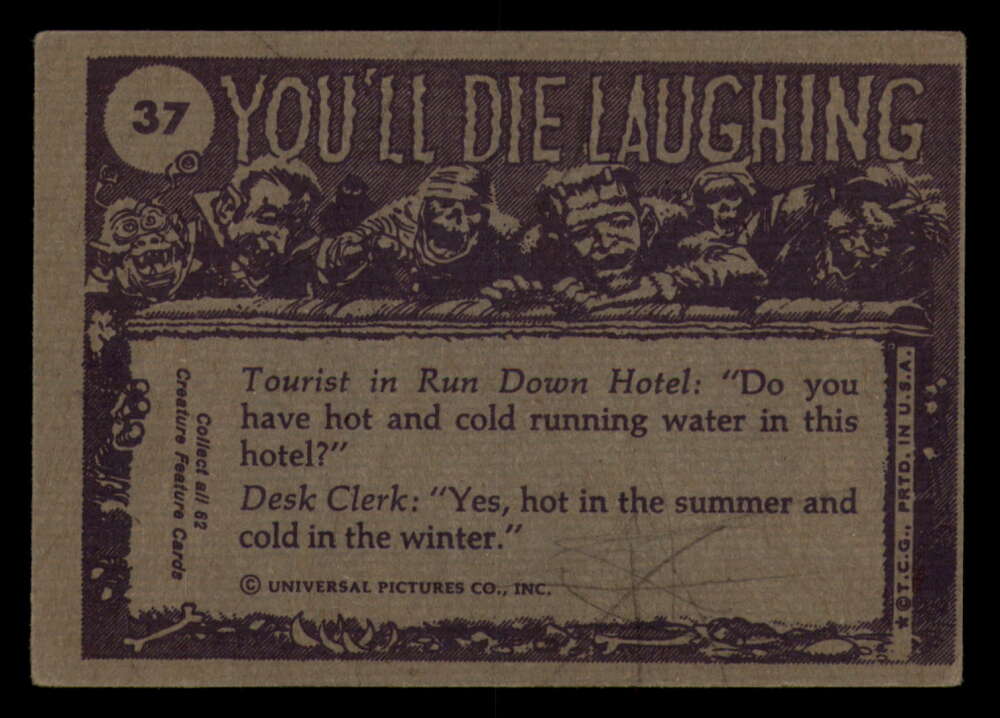 37
YOU'LL DIE LAUGHING
Tourist in Run Down Hotel: "Do you
have hot and cold running water in this
hotel?"
Desk Clerk: "Yes, hot in the summer and
cold in the winter."
© UNIVERSAL PICTURES CO., INC.
Collect all 62
Creature Feature Cards
★ © T.C.G., PRTD. IN U.S.A.